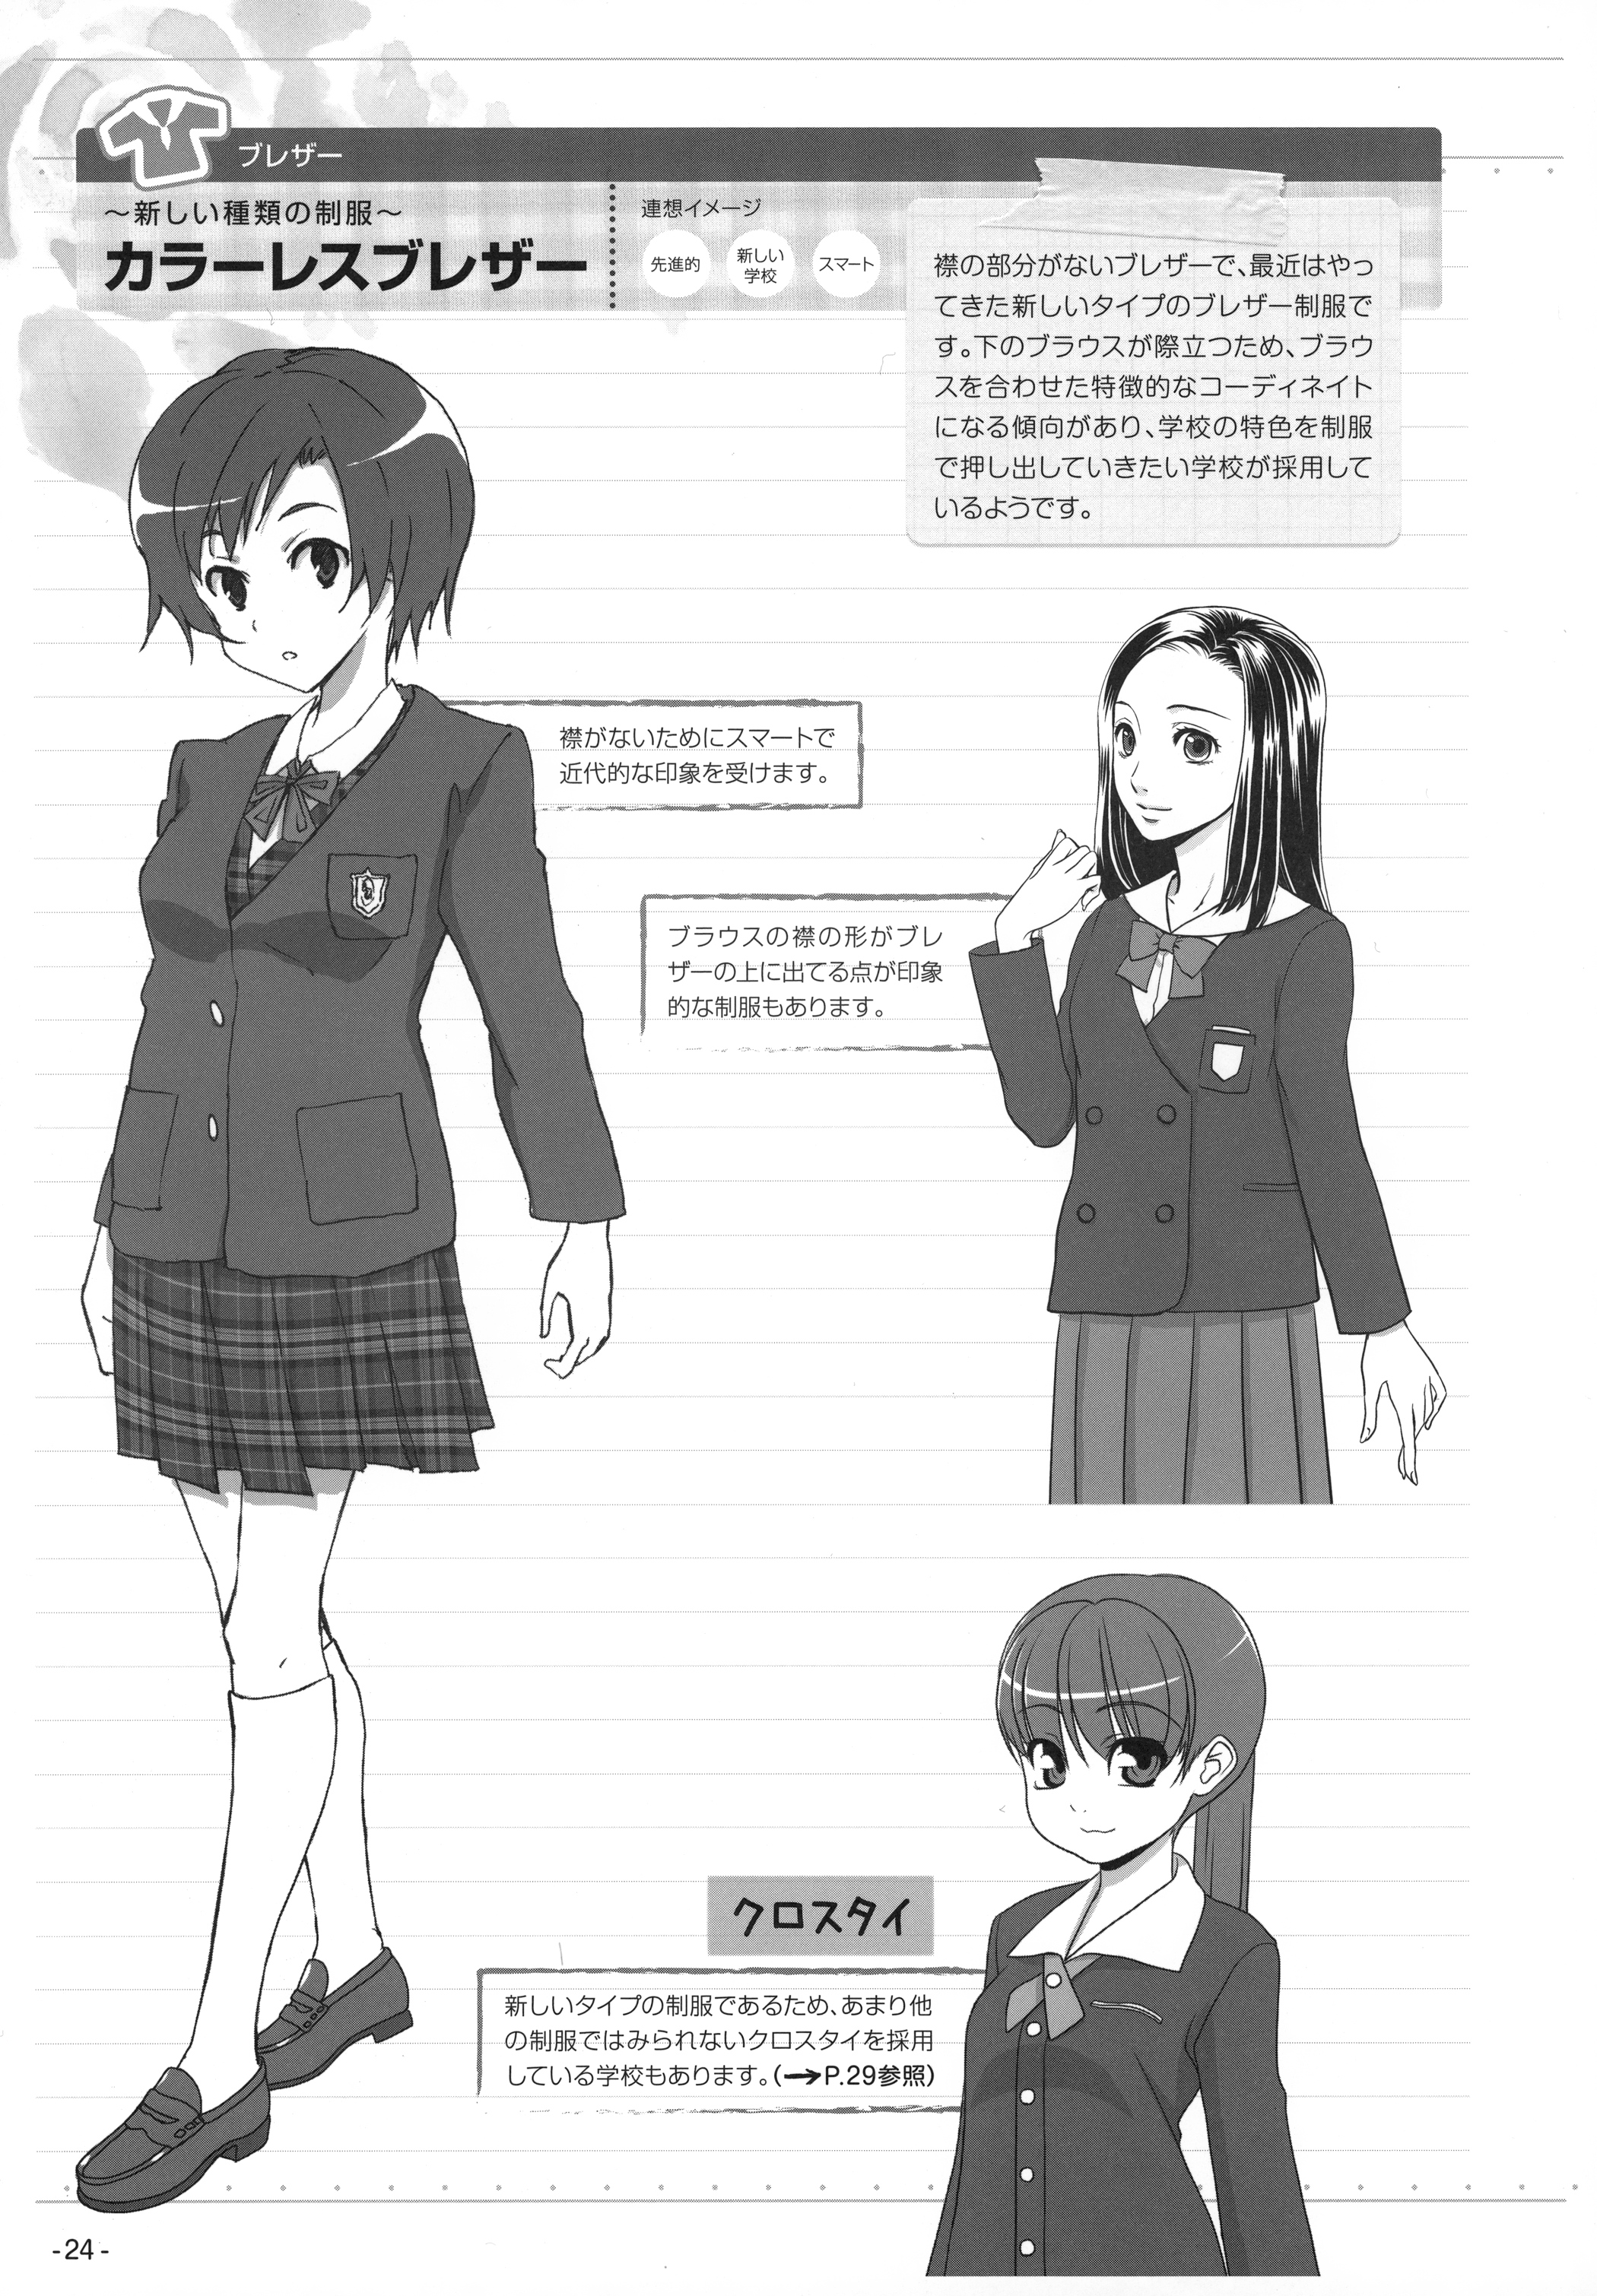 ブレザー
～新しい種類の制服～
カラーレスブレザー
連想イメージ
先進的
新しい
学校
スマート
襟の部分がないブレザーで、最近はやっ
てきた新しいタイプのブレザー制服で
す。下のブラウスが際立つため、ブラウ
スを合わせた特徴的なコーディネイト
になる傾向があり、学校の特色を制服
で押し出していきたい学校が採用して
いるようです。
襟がないためにスマートで
近代的な印象を受けます。
ブラウスの襟の形がブレ
ザーの上に出てる点が印象
的な制服もあります。
クロスタイ
新しいタイプの制服であるため、あまり他
の制服ではみられないクロスタイを採用
している学校もあります。(→P.29参照)
-24-